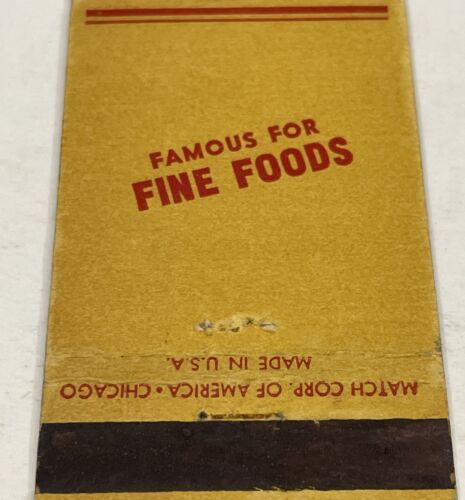 FAMOUS FOR
FINE FOODS
MATCH CORP. OF AMERICA • CHICAGO
MADE IN U.S.A.